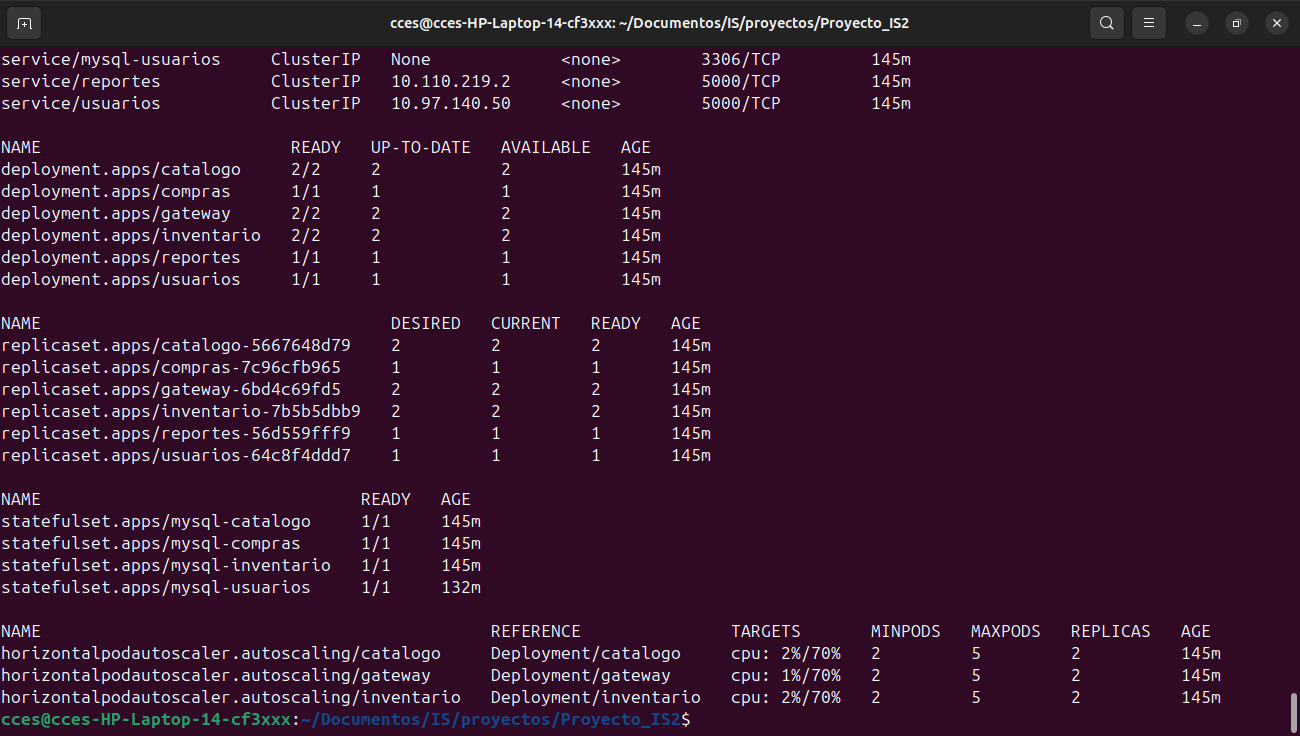 cces@cces-HP-Laptop-14-cf3xxx: ~/Documentos/IS/proyectos/Proyecto_IS2
service/mysql-usuarios     ClusterIP   None             <none>        3306/TCP         145m
service/reportes           ClusterIP   10.110.219.2     <none>        5000/TCP         145m
service/usuarios           ClusterIP   10.97.140.50     <none>        5000/TCP         145m
NAME                         READY   UP-TO-DATE   AVAILABLE   AGE
deployment.apps/catalogo     2/2     2            2           145m
deployment.apps/compras      1/1     1            1           145m
deployment.apps/gateway      2/2     2            2           145m
deployment.apps/inventario   2/2     2            2           145m
deployment.apps/reportes     1/1     1            1           145m
deployment.apps/usuarios     1/1     1            1           145m
NAME                                   DESIRED   CURRENT   READY   AGE
replicaset.apps/catalogo-5667648d79    2         2         2       145m
replicaset.apps/compras-7c96cfb965     1         1         1       145m
replicaset.apps/gateway-6bd4c69fd5     2         2         2       145m
replicaset.apps/inventario-7b5b5dbb9   2         2         2       145m
replicaset.apps/reportes-56d559fff9    1         1         1       145m
replicaset.apps/usuarios-64c8f4ddd7    1         1         1       145m
NAME                                READY   AGE
statefulset.apps/mysql-catalogo     1/1     145m
statefulset.apps/mysql-compras      1/1     145m
statefulset.apps/mysql-inventario   1/1     145m
statefulset.apps/mysql-usuarios     1/1     132m
NAME                                             REFERENCE               TARGETS       MINPODS   MAXPODS   REPLICAS   AGE
horizontalpodautoscaler.autoscaling/catalogo     Deployment/catalogo     cpu: 2%/70%   2         5         2          145m
horizontalpodautoscaler.autoscaling/gateway      Deployment/gateway      cpu: 1%/70%   2         5         2          145m
horizontalpodautoscaler.autoscaling/inventario   Deployment/inventario   cpu: 2%/70%   2         5         2          145m
cces@cces-HP-Laptop-14-cf3xxx:~/Documentos/IS/proyectos/Proyecto_IS2$